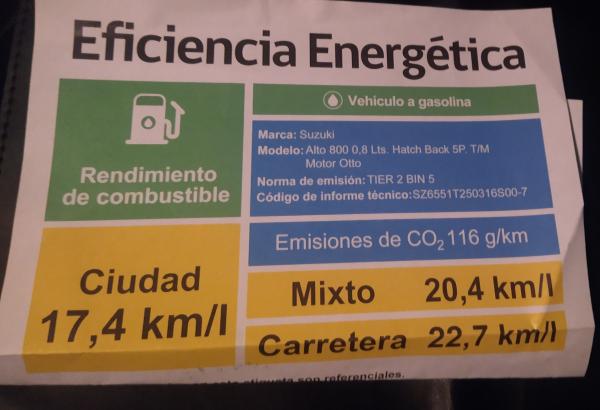 Eficiencia Energética
Rendimiento
de combustible
Vehículo a gasolina
Marca: Suzuki
Modelo: Alto 800 0,8 Lts. Hatch Back 5P. T/M
Motor Otto
Norma de emisión: TIER 2 BIN 5
Código de informe técnico: SZ6551T250316S00-7
Emisiones de CO2 116 g/km
Ciudad
17,4 km/l
Mixto 20,4 km/l
Carretera 22,7 km/l
etiqueta son referenciales.